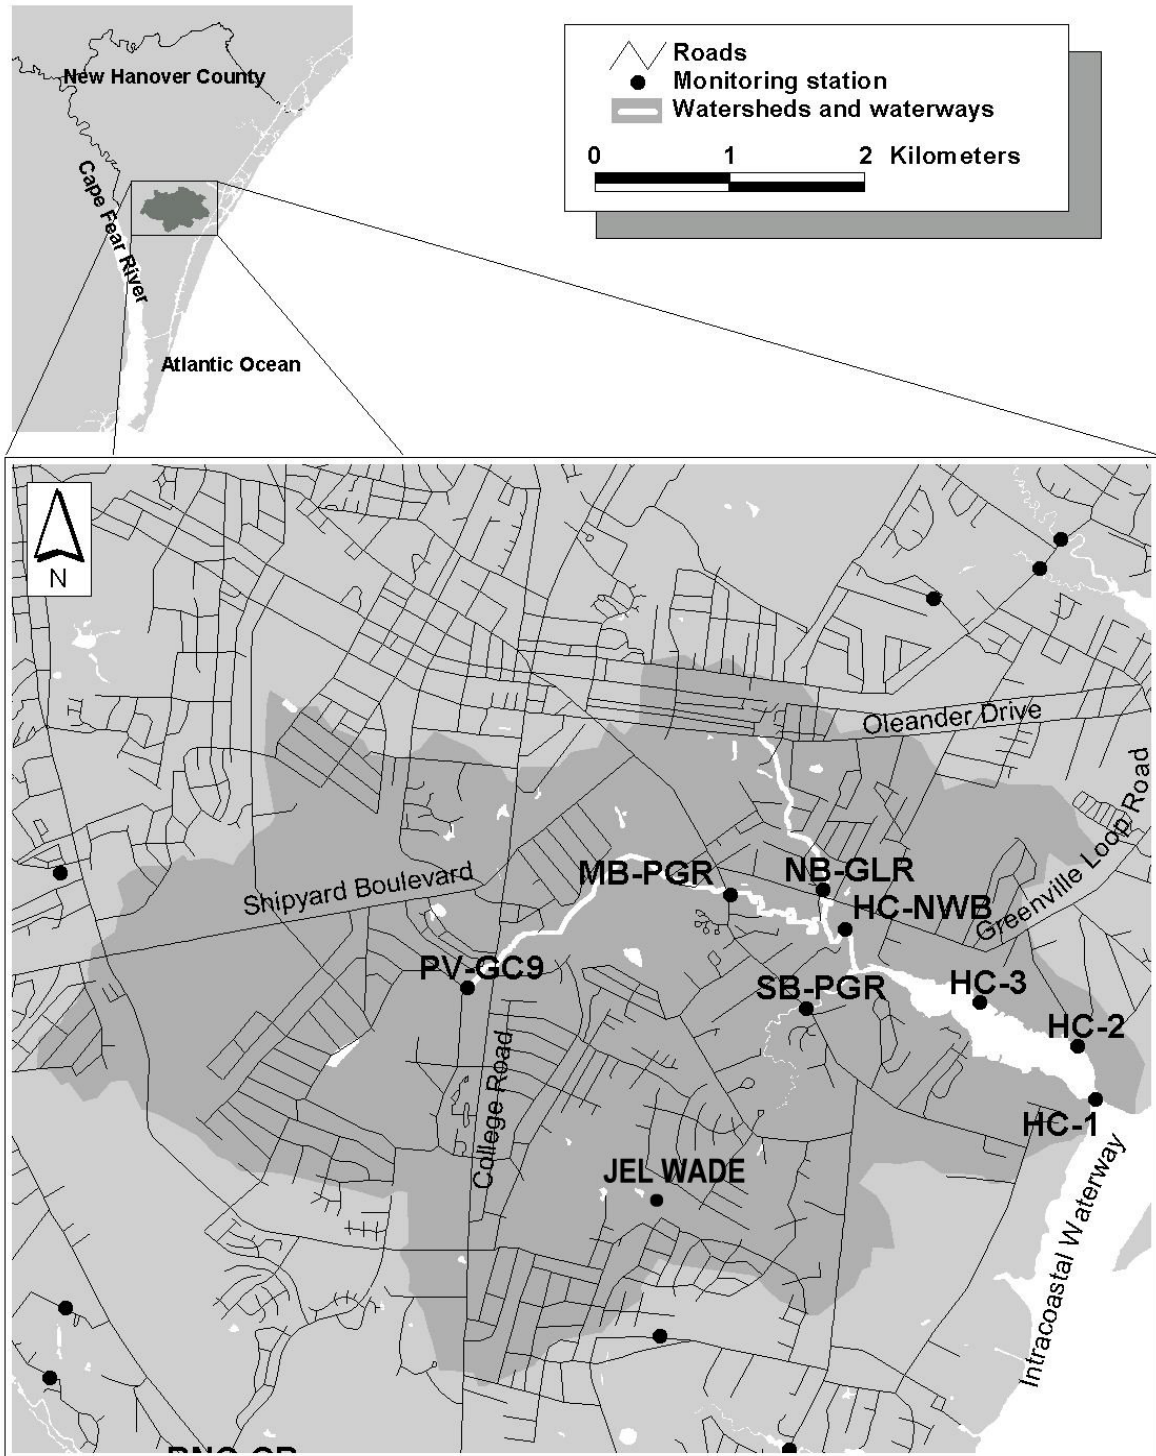 New Hanover County
Cape Fear River
Atlantic Ocean
Roads
Monitoring station
Watersheds and waterways
0 1 2 Kilometers
N
Oleander Drive
Greenville Loop Road
Shipyard Boulevard
MB-PGR
NB-GLR
HC-NWB
PV-GC9
SB-PGR
HC-3
HC-2
HC-1
College Road
JEL WADE
Intracoastal Waterway